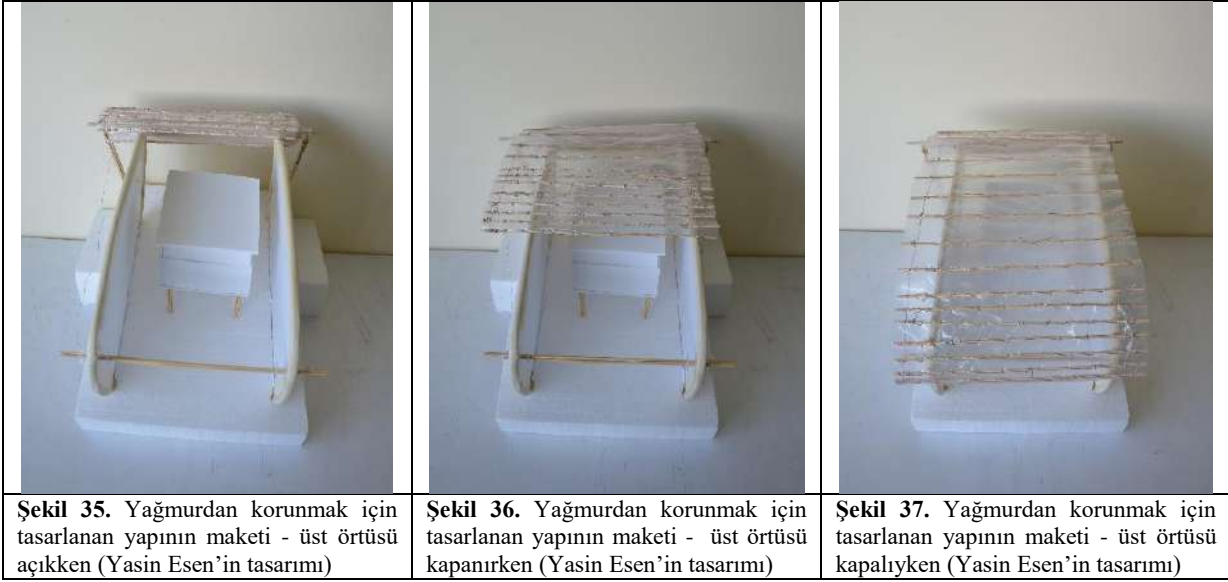 Şekil 35. Yağmurdan korunmak için
tasarlanan yapının maketi - üst örtüsü
açıkken (Yasin Esen’in tasarımı)
Şekil 36. Yağmurdan korunmak için
tasarlanan yapının maketi - üst örtüsü
kapanırken (Yasin Esen’in tasarımı)
Şekil 37. Yağmurdan korunmak için
tasarlanan yapının maketi - üst örtüsü
kapalıyken (Yasin Esen’in tasarımı)